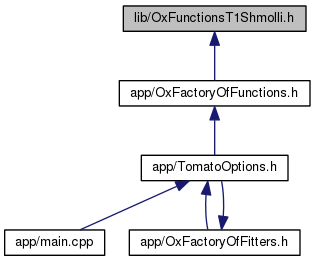 lib/OxFunctionsT1Shmolli.h
app/OxFactoryOfFunctions.h
app/TomatoOptions.h
app/main.cpp
app/OxFactoryOfFitters.h